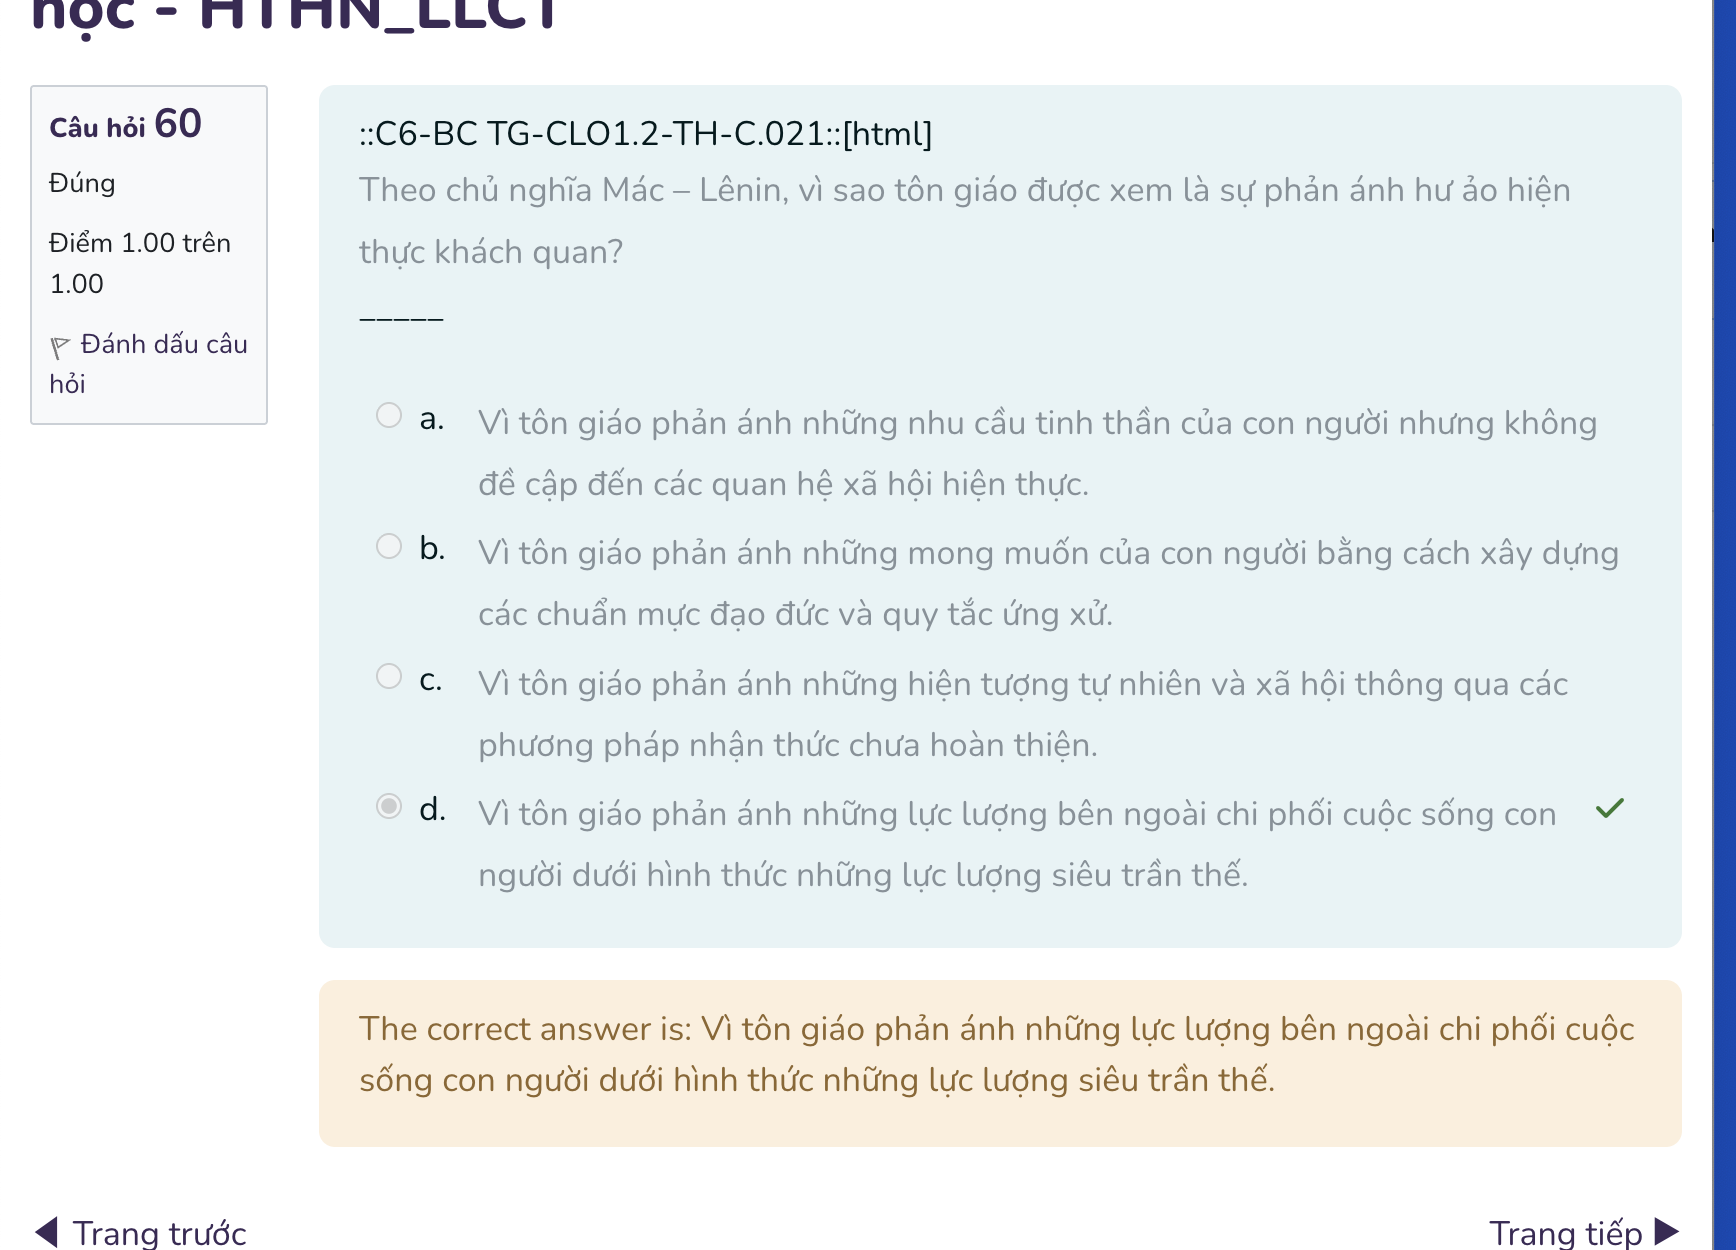 học - HTHN_LLCT
Câu hỏi 60
Đúng
Điểm 1.00 trên
1.00
Đánh dấu câu
hỏi
::C6-BC TG-CLO1.2-TH-C.021::[html]
Theo chủ nghĩa Mác – Lênin, vì sao tôn giáo được xem là sự phản ánh hư ảo hiện
thực khách quan?
_____
a. Vì tôn giáo phản ánh những nhu cầu tinh thần của con người nhưng không
đề cập đến các quan hệ xã hội hiện thực.
b. Vì tôn giáo phản ánh những mong muốn của con người bằng cách xây dựng
các chuẩn mực đạo đức và quy tắc ứng xử.
c. Vì tôn giáo phản ánh những hiện tượng tự nhiên và xã hội thông qua các
phương pháp nhận thức chưa hoàn thiện.
d. Vì tôn giáo phản ánh những lực lượng bên ngoài chi phối cuộc sống con
người dưới hình thức những lực lượng siêu trần thế.
The correct answer is: Vì tôn giáo phản ánh những lực lượng bên ngoài chi phối cuộc
sống con người dưới hình thức những lực lượng siêu trần thế.
Trang trước
Trang tiếp